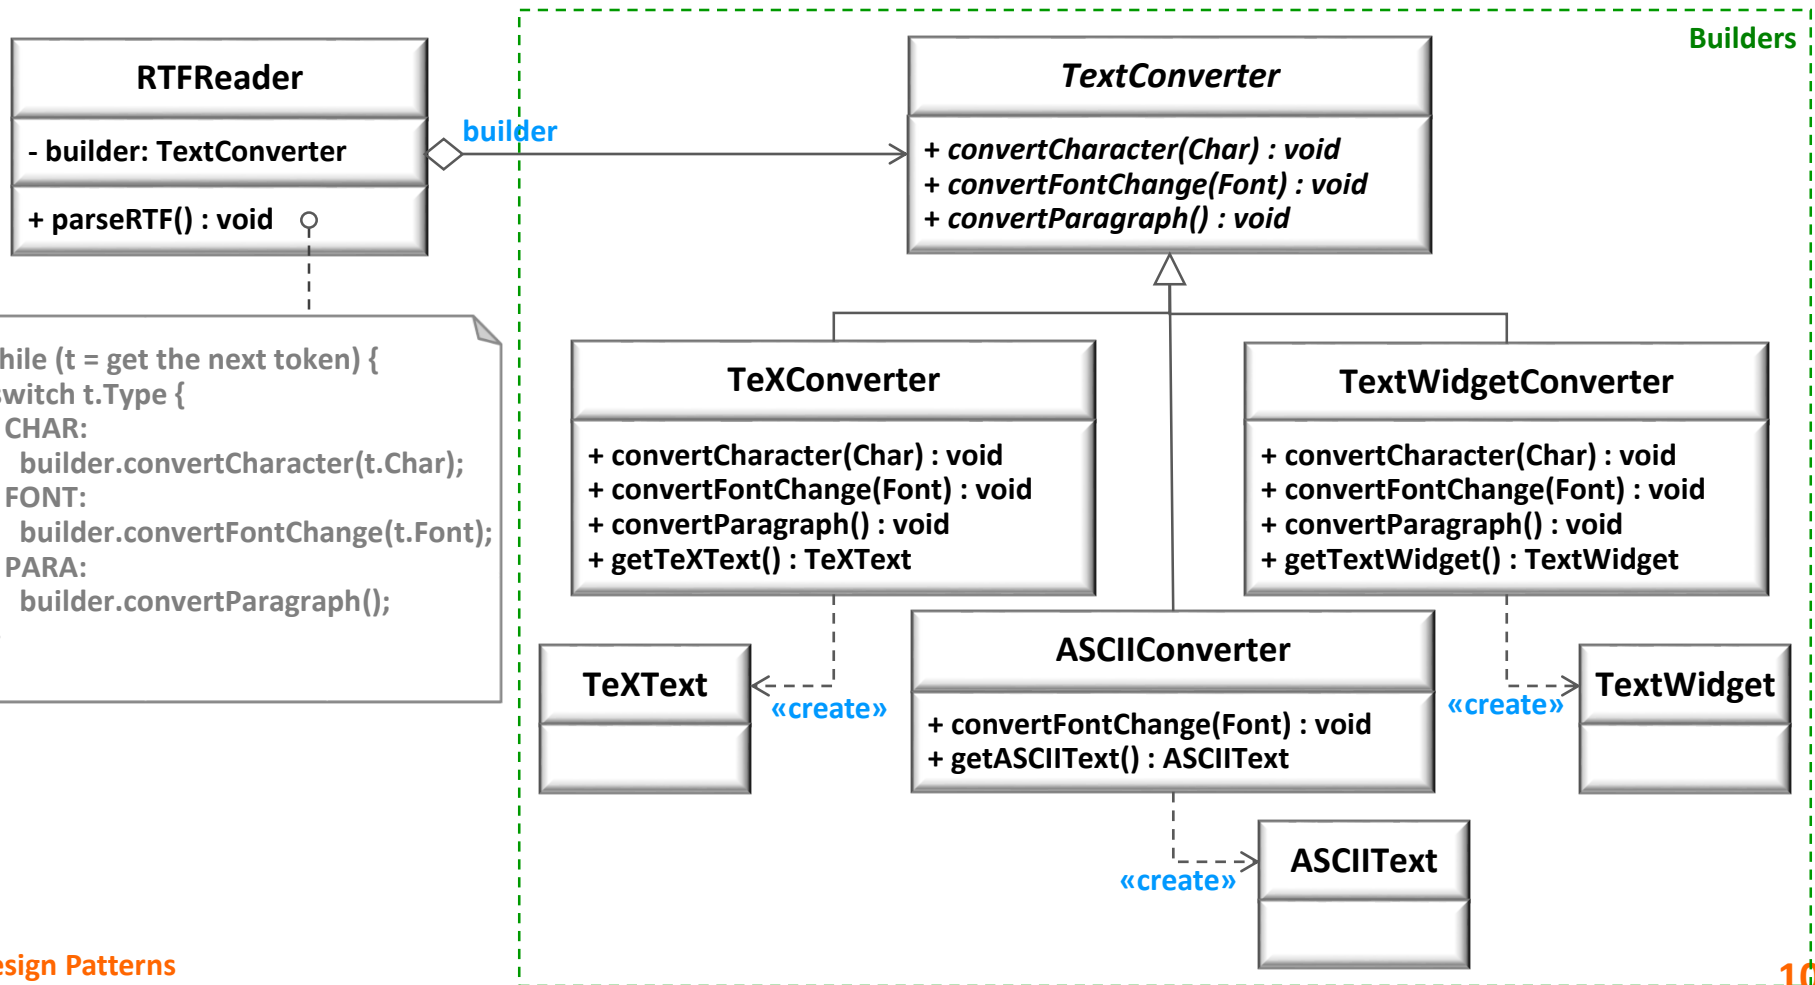 Builders
RTFReader
- builder: TextConverter
+ parseRTF() : void
builder
TextConverter
+ convertCharacter(Char) : void
+ convertFontChange(Font) : void
+ convertParagraph() : void
hile (t = get the next token) {
switch t.Type {
CHAR:
builder.convertCharacter(t.Char);
FONT:
builder.convertFontChange(t.Font);
PARA:
builder.convertParagraph();
TeXConverter
+ convertCharacter(Char) : void
+ convertFontChange(Font) : void
+ convertParagraph() : void
+ getTeXText() : TeXText
TextWidgetConverter
+ convertCharacter(Char) : void
+ convertFontChange(Font) : void
+ convertParagraph() : void
+ getTextWidget() : TextWidget
TeXText
«create»
ASCIIConverter
+ convertFontChange(Font) : void
+ getASCIIText() : ASCIIText
«create»
TextWidget
«create»
ASCIIText
esign Patterns
10